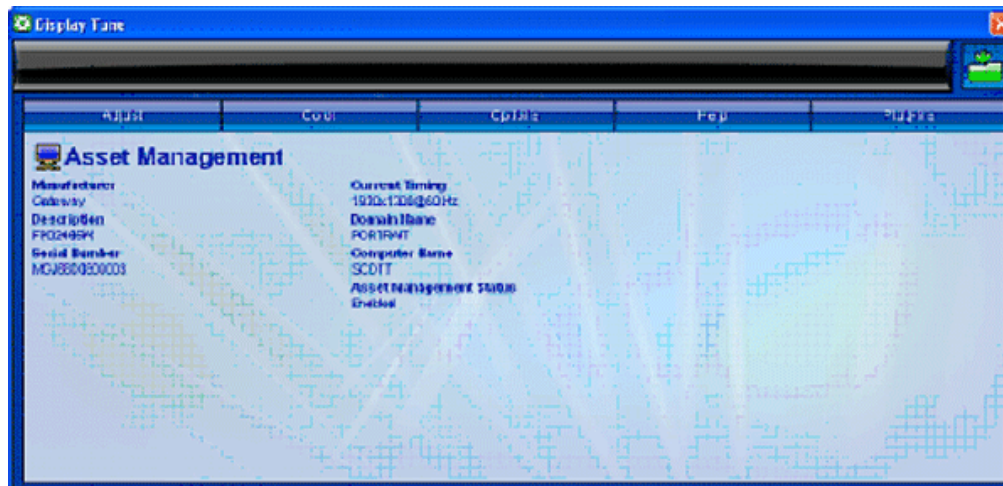 Display Tune
Adjust Color Options Help Plug-ins
Asset Management
Manufacturer
Gateway
Description
Serial Number
Current Timing
Domain Name
PORTRAIT
Computer Name
SCOTT
Asset Management Status
Enabled